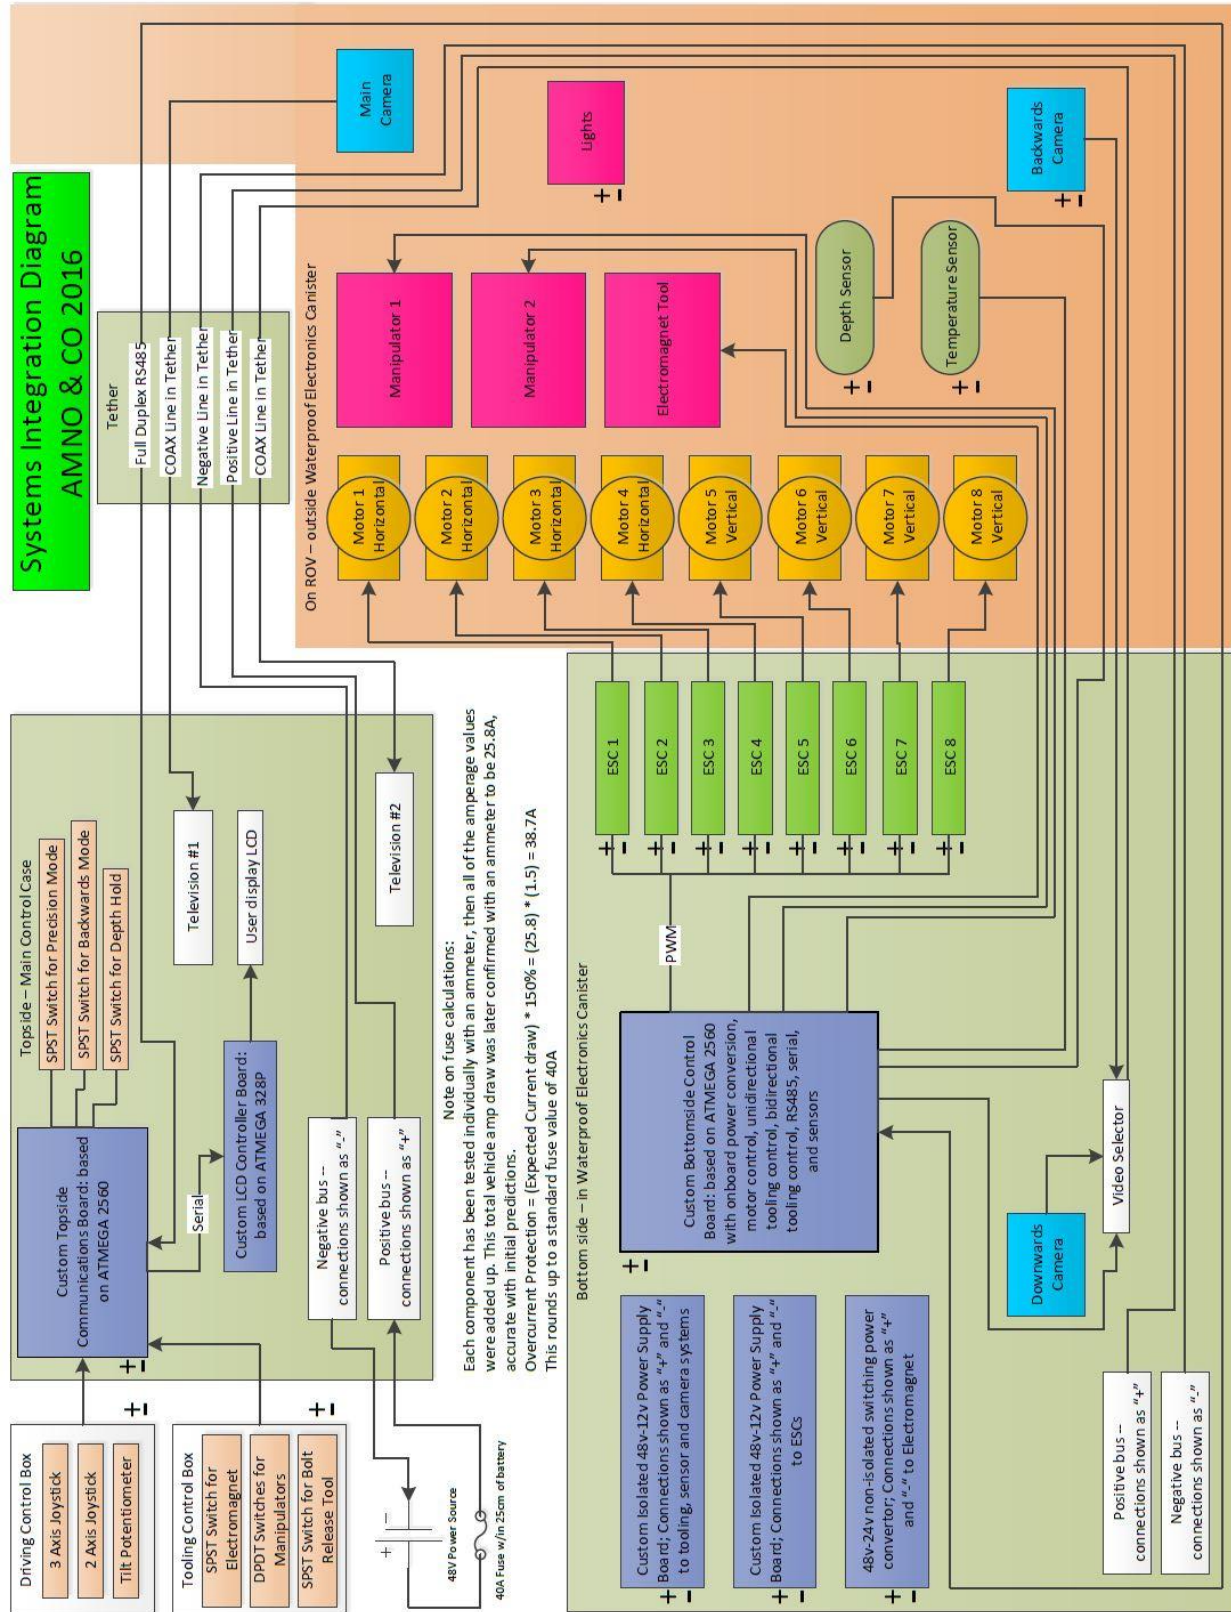 Systems Integration Diagram
AMNO & CO 2016
Driving Control Box
3 Axis Joystick
2 Axis Joystick
Tilt Potentiometer
+
-
Tooling Control Box
SPST Switch for
Electromagnet
DPDT Switches for
Manipulators
SPST Switch for Bolt
Release Tool
+
-
+
-
48V Power Source
40A Fuse w/in 25cm of battery
Topside – Main Control Case
Custom Topside
Communications Board: based
on ATMEGA 2560
+
-
SPST Switch for Precision Mode
SPST Switch for Backwards Mode
SPST Switch for Depth Hold
Serial
Custom LCD Controller Board:
based on ATMEGA 328P
User display LCD
Television #1
Television #2
Negative bus --
connections shown as "-"
Positive bus –
connections shown as "+"
Tether
Full Duplex RS485
COAX Line in Tether
Negative Line in Tether
Positive Line in Tether
COAX Line in Tether
Note on fuse calculations:
Each component has been tested individually with an ammeter, then all of the amperage values
were added up. This total vehicle amp draw was later confirmed with an ammeter to be 25.8A,
accurate with initial predictions.
Overcurrent Protection = (Expected Current draw) * 150% = (25.8) * (1.5) = 38.7A
This rounds up to a standard fuse value of 40A
Bottom side – in Waterproof Electronics Canister
Custom Isolated 48v-12v Power Supply
Board; Connections shown as "+" and "-"
to tooling, sensor and camera systems
+
-
Custom Isolated 48v-12v Power Supply
Board; Connections shown as "+" and "-"
to ESCs
+
-
48v-24v non-isolated switching power
convertor; Connections shown as "+"
and "-" to Electromagnet
+
-
Custom Bottomside Control
Board: based on ATMEGA 2560
with onboard power conversion,
motor control, unidirectional
tooling control, bidirectional
tooling control, RS485, serial,
and sensors
+
-
PWM
ESC 1
+
-
ESC 2
+
-
ESC 3
+
-
ESC 4
+
-
ESC 5
+
-
ESC 6
+
-
ESC 7
+
-
ESC 8
+
-
Downwards
Camera
Video Selector
Positive bus --
connections shown as "+"
Negative bus --
connections shown as "-"
On ROV – outside Waterproof Electronics Canister
Motor 1
Horizontal
Motor 2
Horizontal
Motor 3
Horizontal
Motor 4
Horizontal
Motor 5
Vertical
Motor 6
Vertical
Motor 7
Vertical
Motor 8
Vertical
Manipulator 1
Manipulator 2
Electromagnet Tool
Depth Sensor
+
-
Temperature Sensor
+
-
Main
Camera
Lights
+
-
Backwards
Camera
+
-